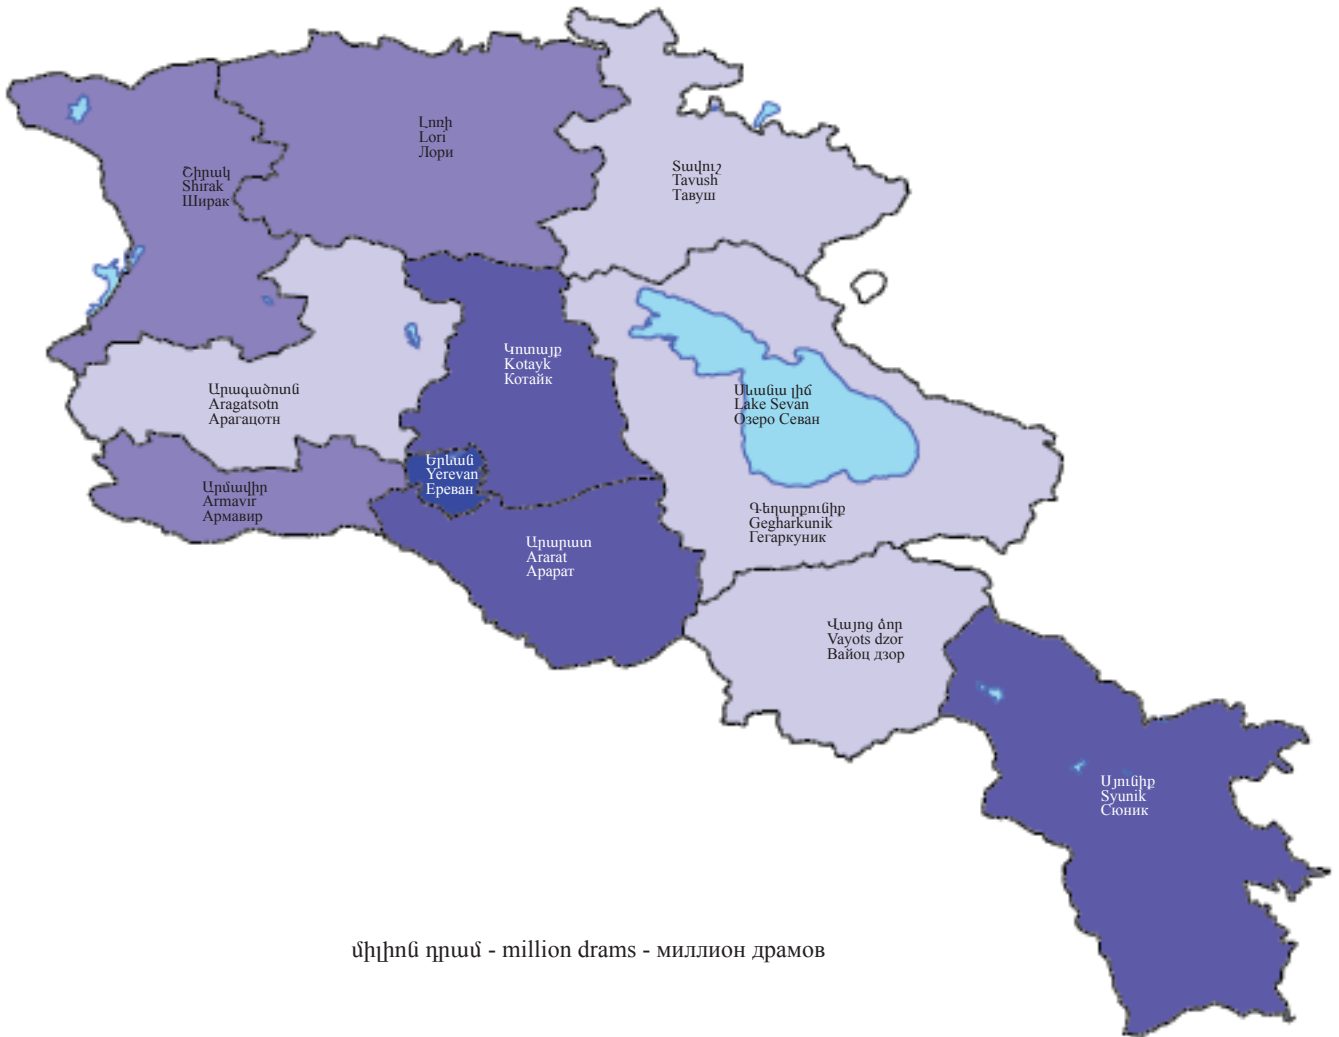 Լոռի
Lori
Лори
Շիրակ
Shirak
Ширак
Տավուշ
Tavush
Тавуш
Կոտայք
Kotayk
Котайк
Արագածոտն
Aragatsotn
Арагацотн
Սևանա լիճ
Lake Sevan
Озеро Севан
Երևան
Yerevan
Ереван
Արմավիր
Armavir
Армавир
Գեղարքունիք
Gegharkunik
Гегаркуник
Արարատ
Ararat
Арарат
Վայոց ձոր
Vayots dzor
Вайоц дзор
Սյունիք
Syunik
Сюник
միլիոն դրամ - million drams - миллион драмов